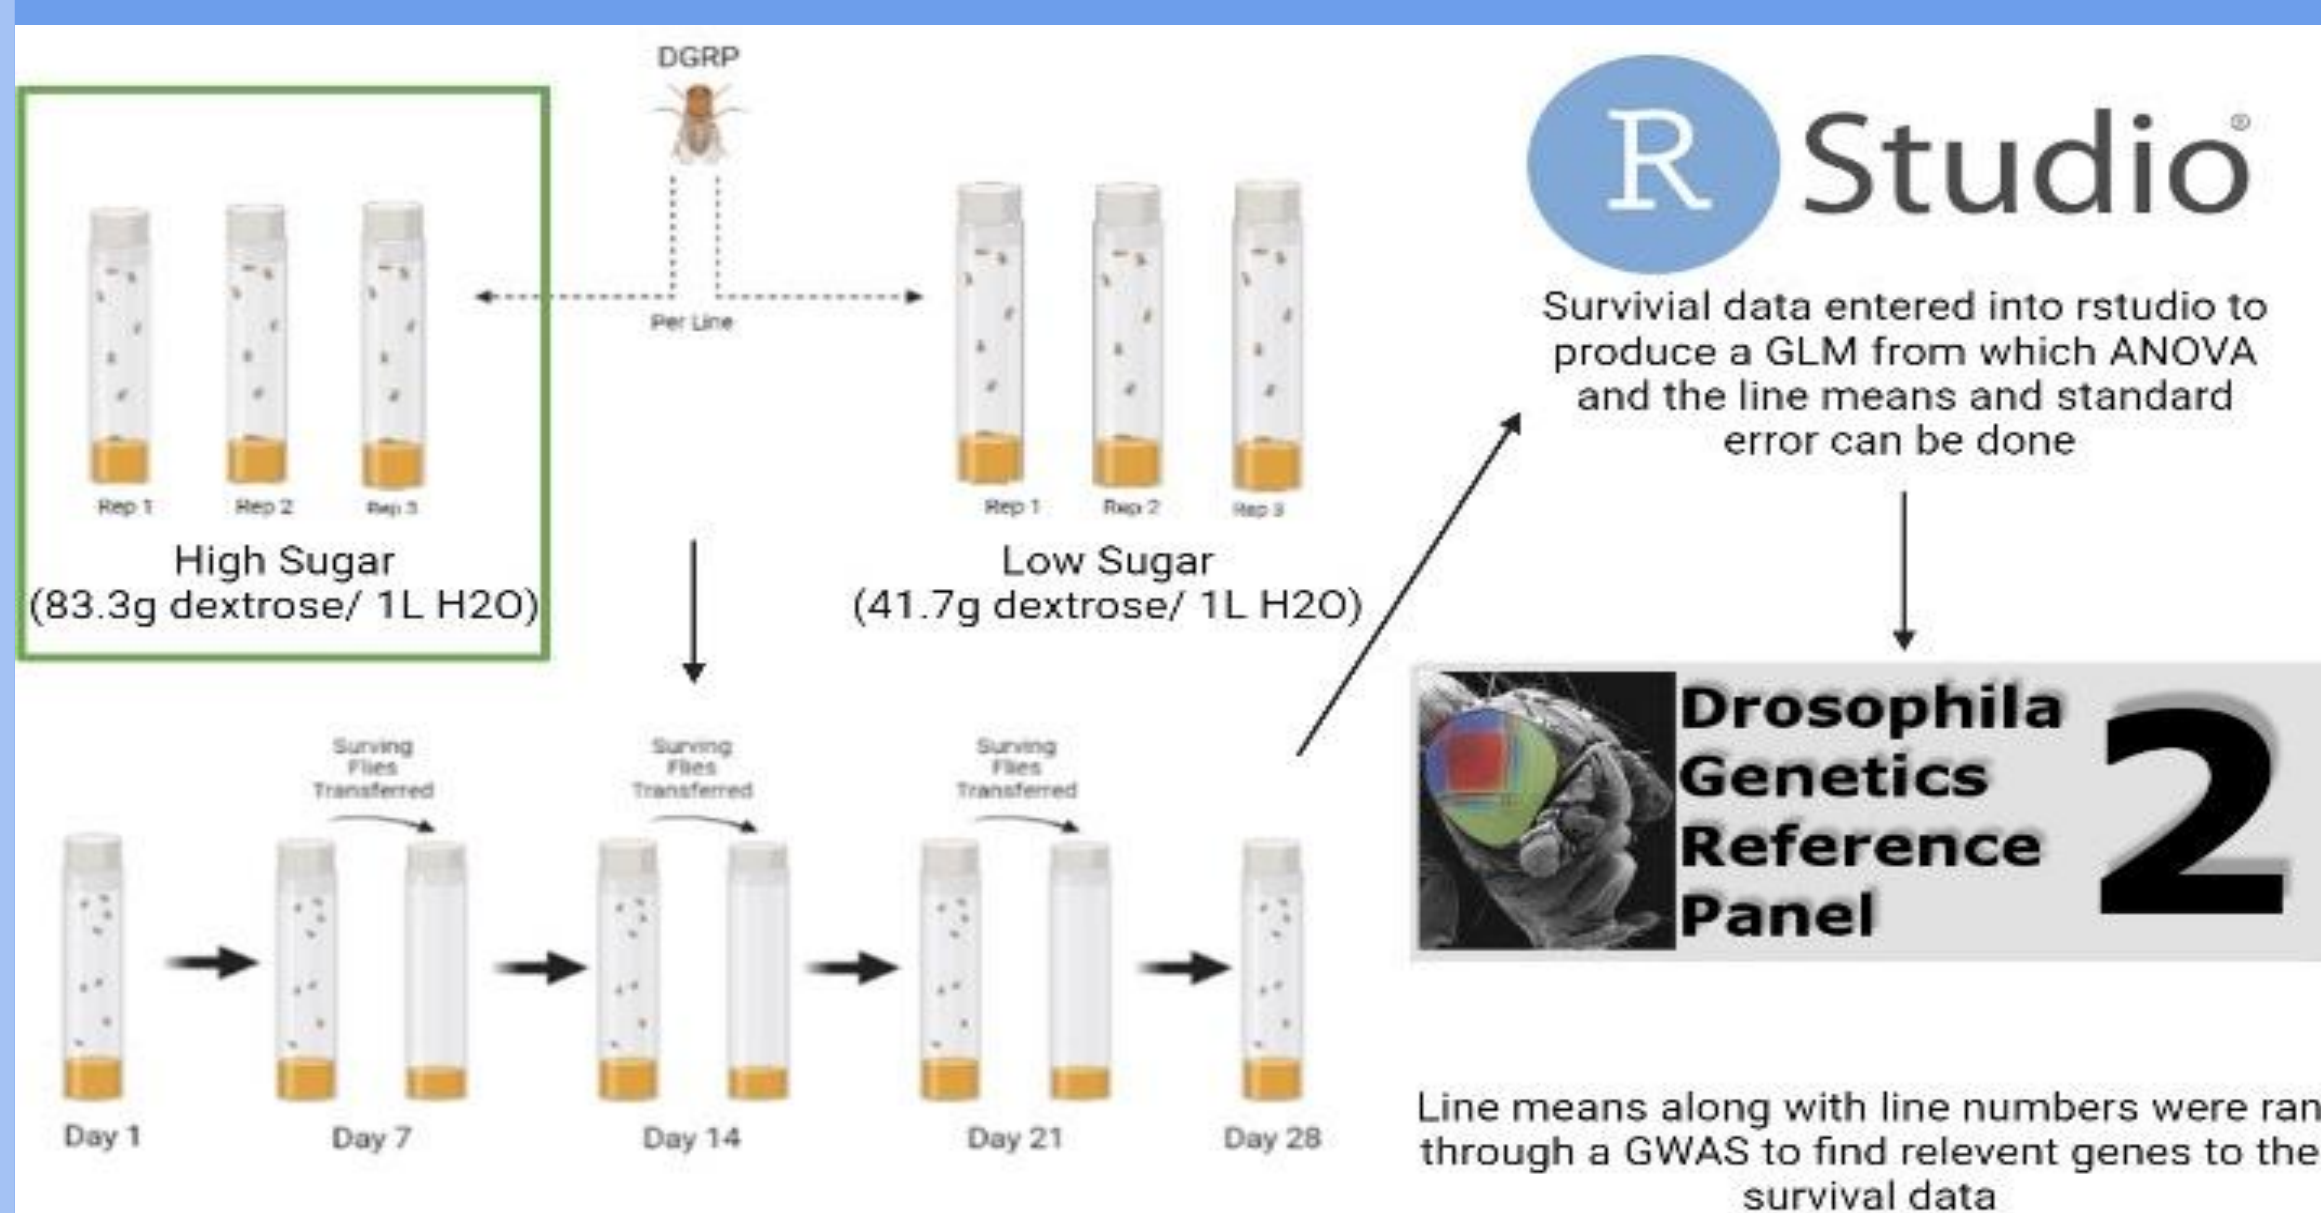 DGRP
Per Line
Rep 1
Rep 2
Rep 3
High Sugar
(83.3g dextrose/ 1L H2O)
Rep 1
Rep 2
Rep 3
Low Sugar
(41.7g dextrose/ 1L H2O)
Surving
Flies
Transferred
Surving
Flies
Transferred
Surving
Flies
Transferred
Day 1
Day 7
Day 14
Day 21
Day 28
R Studio®
Survivial data entered into rstudio to
produce a GLM from which ANOVA
and the line means and standard
error can be done
Drosophila
Genetics
Reference
Panel
2
Line means along with line numbers were ran
through a GWAS to find relevent genes to the
survival data